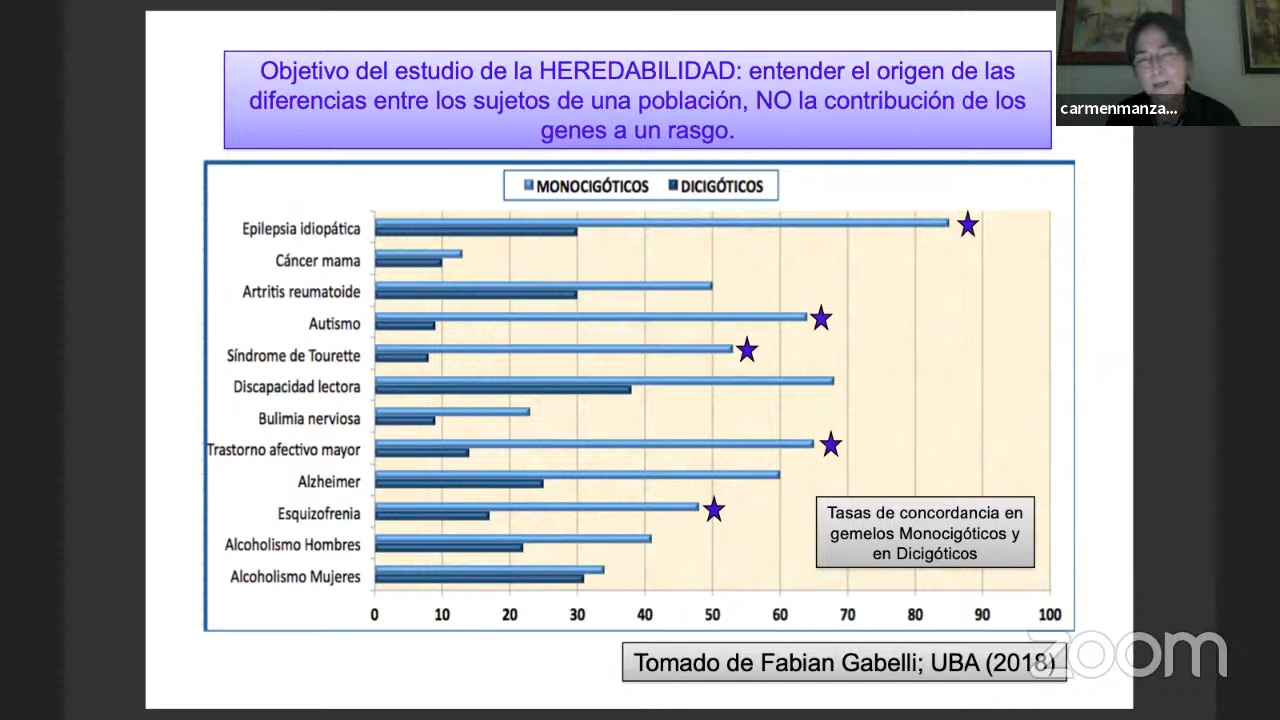 Objetivo del estudio de la HEREDABILIDAD: entender el origen de las
diferencias entre los sujetos de una población, NO la contribución de los
genes a un rasgo.
carmenmanza...
MONOCIGÓTICOS DICIGÓTICOS
Epilepsia idiopática
Cáncer mama
Artritis reumatoide
Autismo
Síndrome de Tourette
Discapacidad lectora
Bulimia nerviosa
Trastorno afectivo mayor
Alzheimer
Esquizofrenia
Alcoholismo Hombres
Alcoholismo Mujeres
Tasas de concordancia en
gemelos Monocigóticos y
en Dicigóticos
0 10 20 30 40 50 60 70 80 90 100
Tomado de Fabian Gabelli; UBA (2018)
zoom